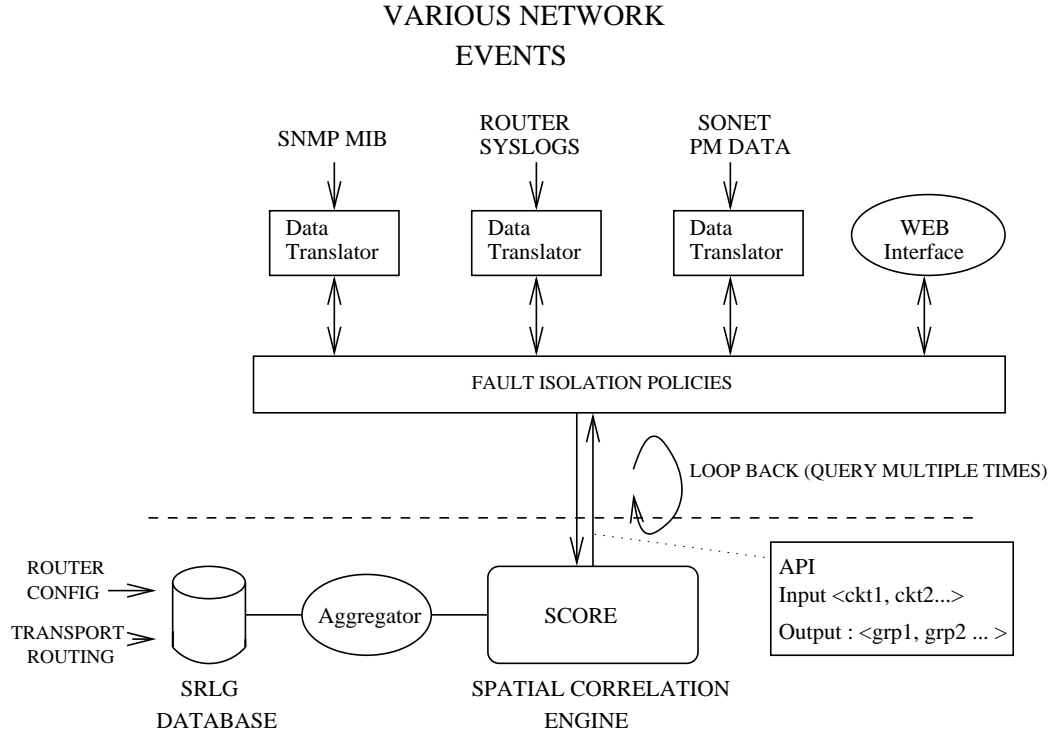 VARIOUS NETWORK
EVENTS
SNMP MIB
ROUTER
SYSLOGS
SONET
PM DATA
Data
Translator
Data
Translator
Data
Translator
WEB
Interface
FAULT ISOLATION POLICIES
LOOP BACK (QUERY MULTIPLE TIMES)
ROUTER
CONFIG
TRANSPORT
ROUTING
Aggregator
SCORE
API
Input <ckt1, ckt2...>
Output : <grp1, grp2 ... >
SRLG
DATABASE
SPATIAL CORRELATION
ENGINE